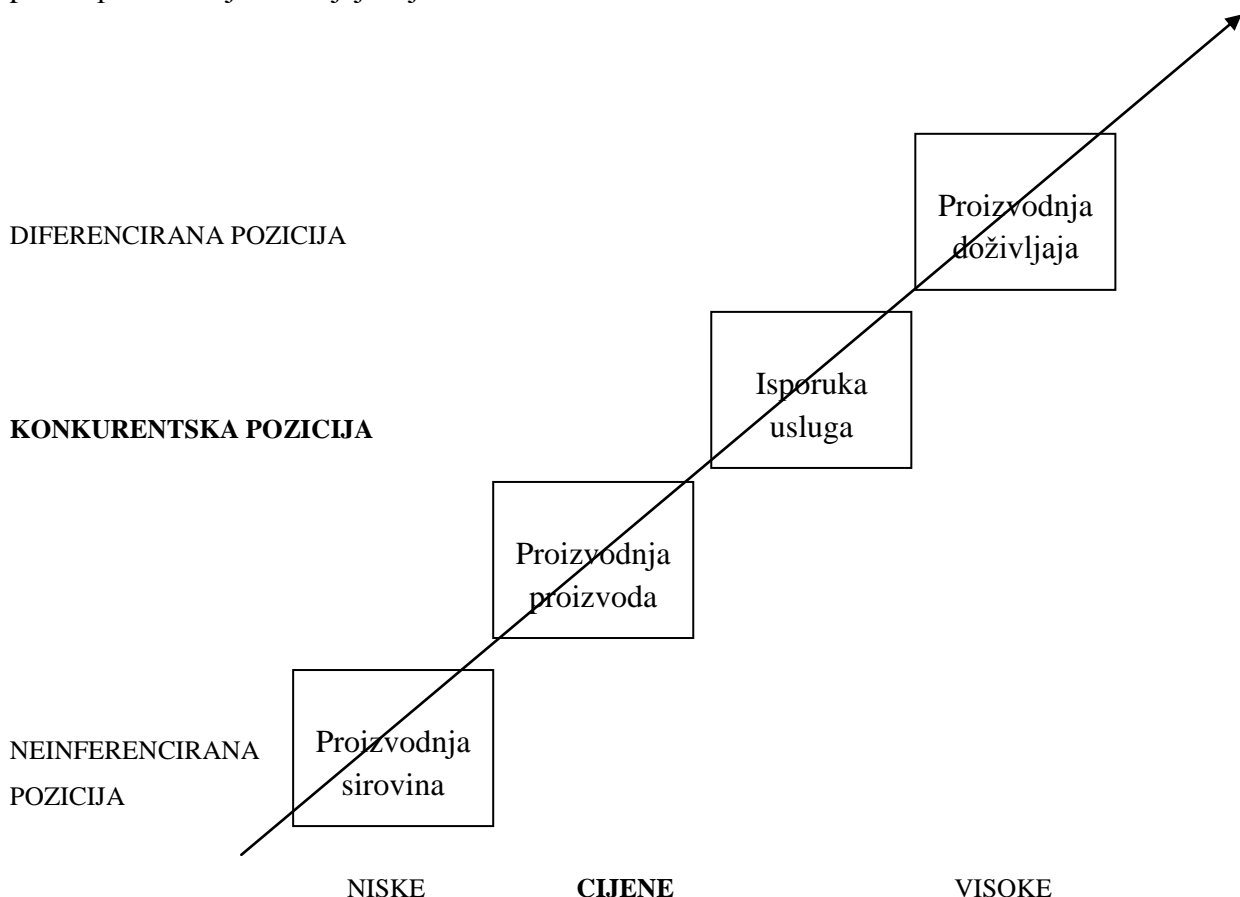 Proizvodnja
doživljaja
DIFERENCIRANA POZICIJA
Isporuka
usluga
KONKURENTSKA POZICIJA
Proizvodnja
proizvoda
Proizvodnja
sirovina
NEINFERENCIRANA
POZICIJA
NISKE CIJENE VISOKE